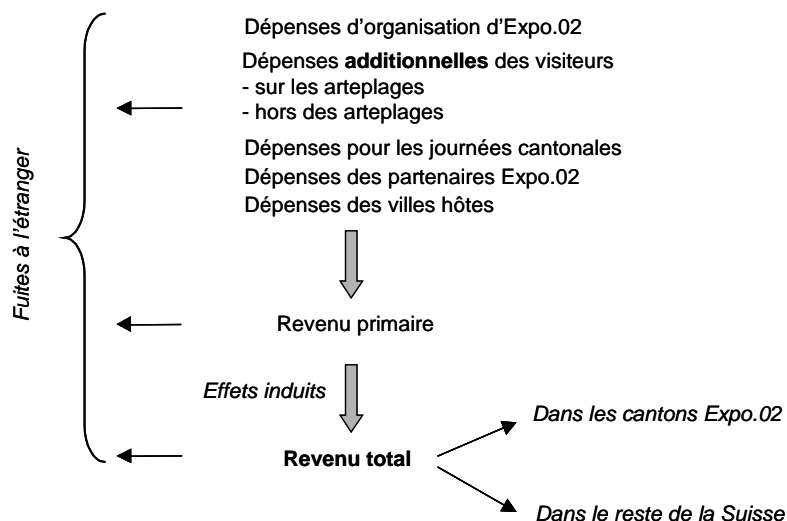 Dépenses d'organisation d'Expo.02
Dépenses additionnelles des visiteurs
- sur les arteplages
- hors des arteplages
Dépenses pour les journées cantonales
Dépenses des partenaires Expo.02
Dépenses des villes hôtes
Fuites à l'étranger
Revenu primaire
Effets induits
Dans les cantons Expo.02
Revenu total
Dans le reste de la Suisse